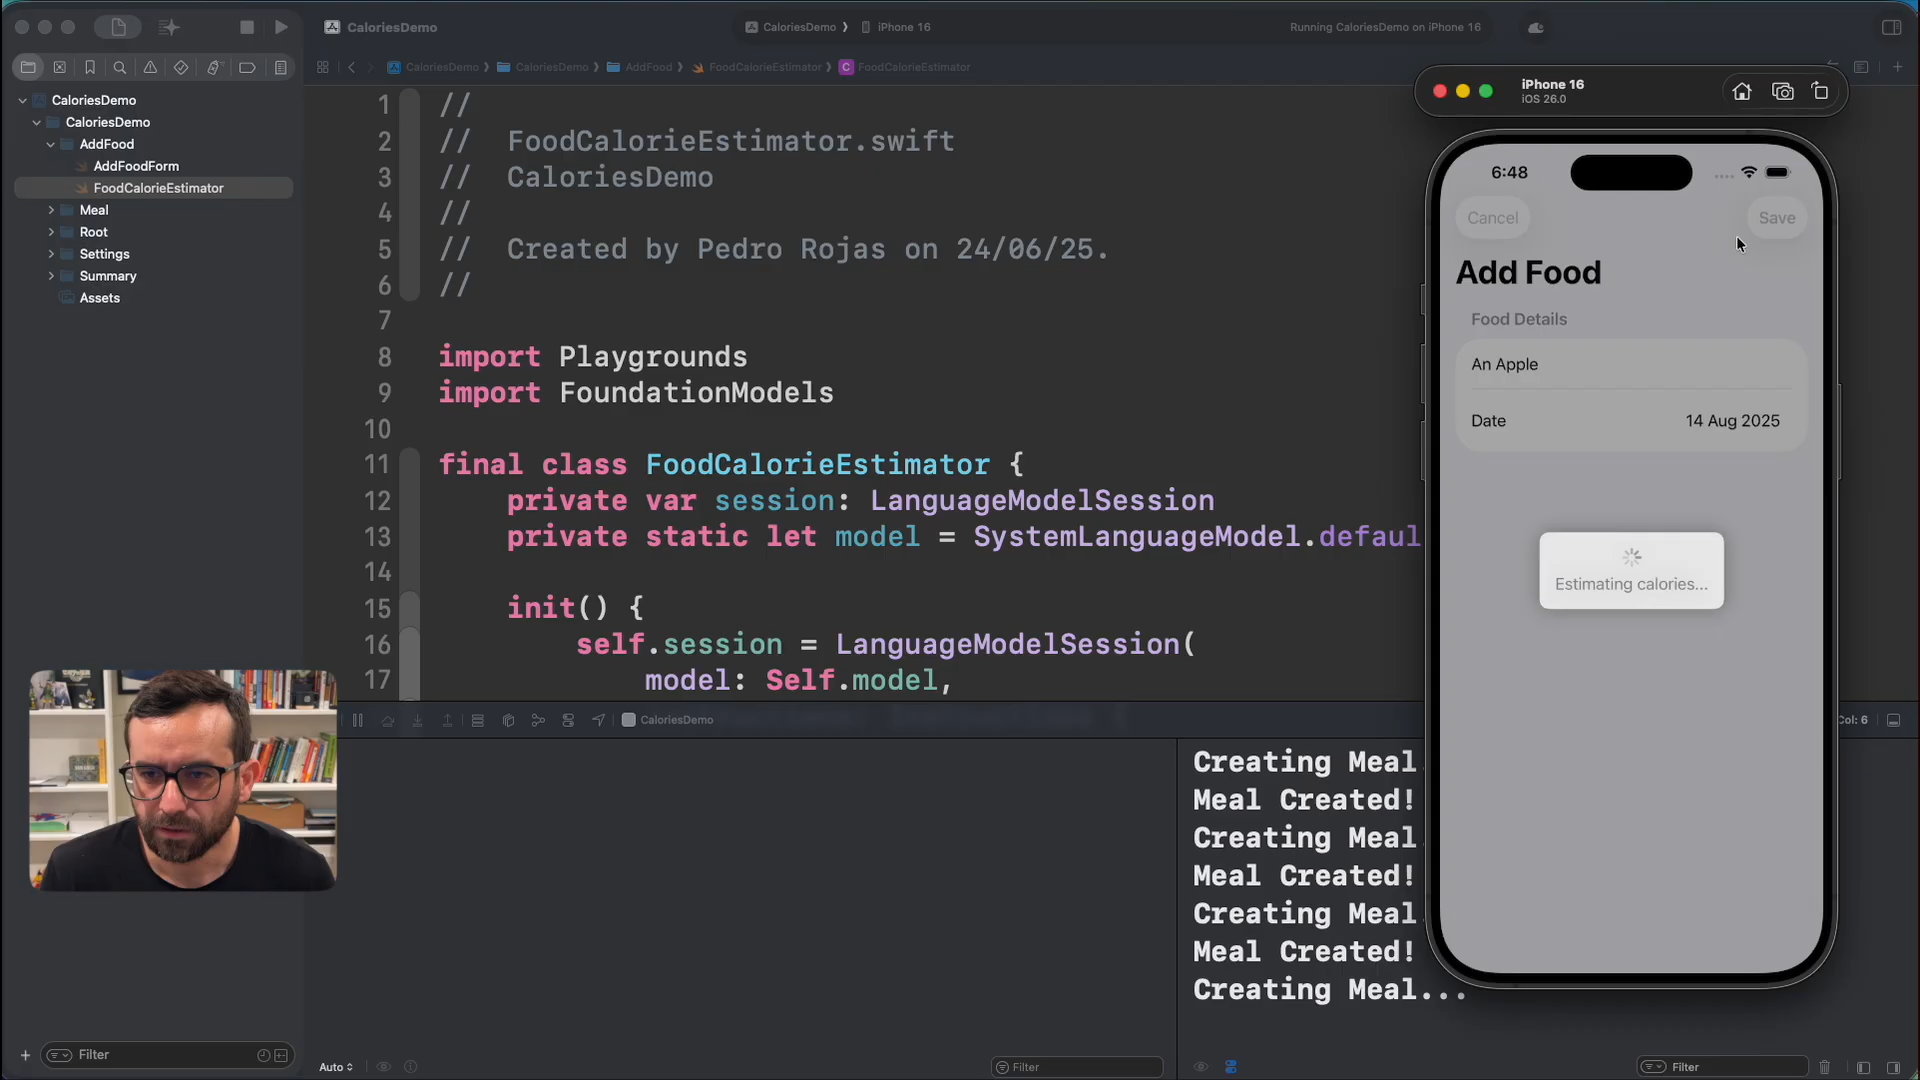 CaloriesDemo
CaloriesDemo
iPhone 16
Running CaloriesDemo on iPhone 16
CaloriesDemo
CaloriesDemo
AddFood
FoodCalorieEstimator
C
FoodCalorieEstimator
CaloriesDemo
CaloriesDemo
AddFood
AddFoodForm
FoodCalorieEstimator
Meal
Root
Settings
Summary
Assets
1 //
2 // FoodCalorieEstimator.swift
3 // CaloriesDemo
4 //
5 // Created by Pedro Rojas on 24/06/25.
6 //
7
8 import Playgrounds
9 import FoundationModels
10
11 final class FoodCalorieEstimator {
12 private var session: LanguageModelSession
13 private static let model = SystemLanguageModel.defaul
14
15 init() {
16 self.session = LanguageModelSession(
17 model: Self.model,
CaloriesDemo
Col: 6
Creating Meal.
Meal Created!
Creating Meal
Meal Created!
Creating Meal.
Meal Created!
Creating Meal...
Filter
Auto
Filter
Filter
iPhone 16
iOS 26.0
6:48
Cancel
Save
Add Food
Food Details
An Apple
Date
14 Aug 2025
Estimating calories...